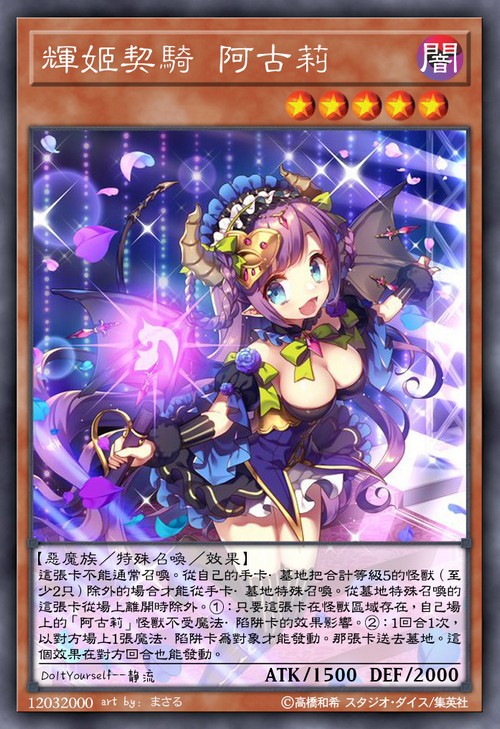 輝姬契騎 阿古莉
闇
【惡魔族／特殊召喚／效果】
這張卡不能通常召喚。從自己的手卡·墓地把合計等級5的怪獸（至
少2只）除外的場合才能從手卡·墓地特殊召喚。從墓地特殊召喚的
這張卡從場上離開時除外。①：只要這張卡在怪獸區域存在，自己場
上的「阿古莉」怪獸不受魔法·陷阱卡的效果影響。②：1回合1次，
以對方場上1張魔法·陷阱卡為對象才能發動。那張卡送去墓地。這
個效果在對方回合也能發動。
DoItYourself--靜流
ATK/1500 DEF/2000
12032000 art by: まさる
©高橋和希 スタジオ・ダイス/集英社